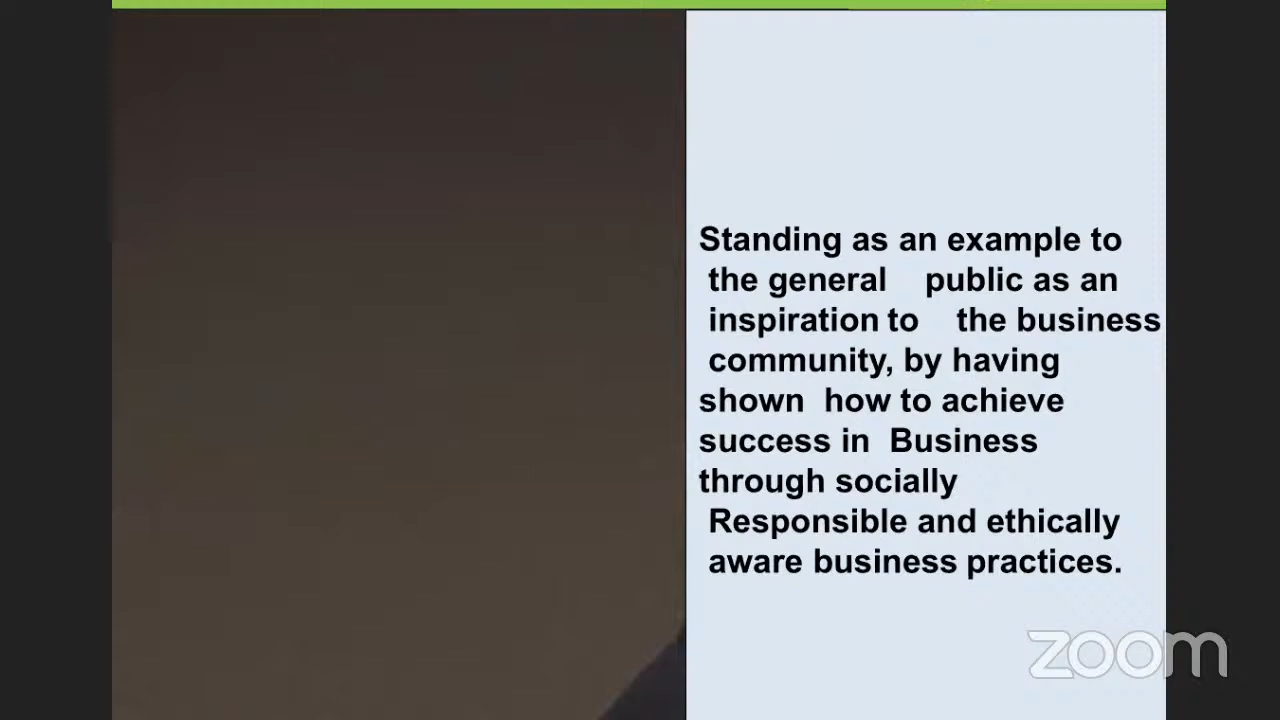 Standing as an example to
the general public as an
inspiration to the business
community, by having
shown how to achieve
success in Business
through socially
Responsible and ethically
aware business practices.
zoom